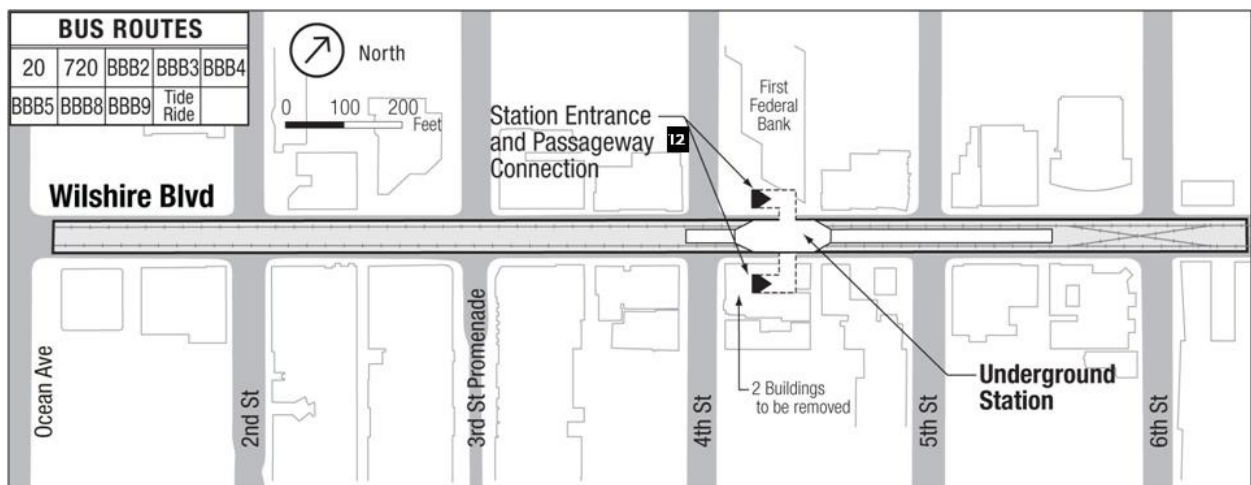 BUS ROUTES
20 720 BBB2 BBB3 BBB4
BBB5 BBB8 BBB9 Tide
Ride
North
0 100 200
Feet
Station Entrance
and Passageway 12
Connection
First
Federal
Bank
Wilshire Blvd
Ocean Ave
2nd St
3rd St Promenade
4th St
2 Buildings
to be removed
5th St
Underground
Station
6th St